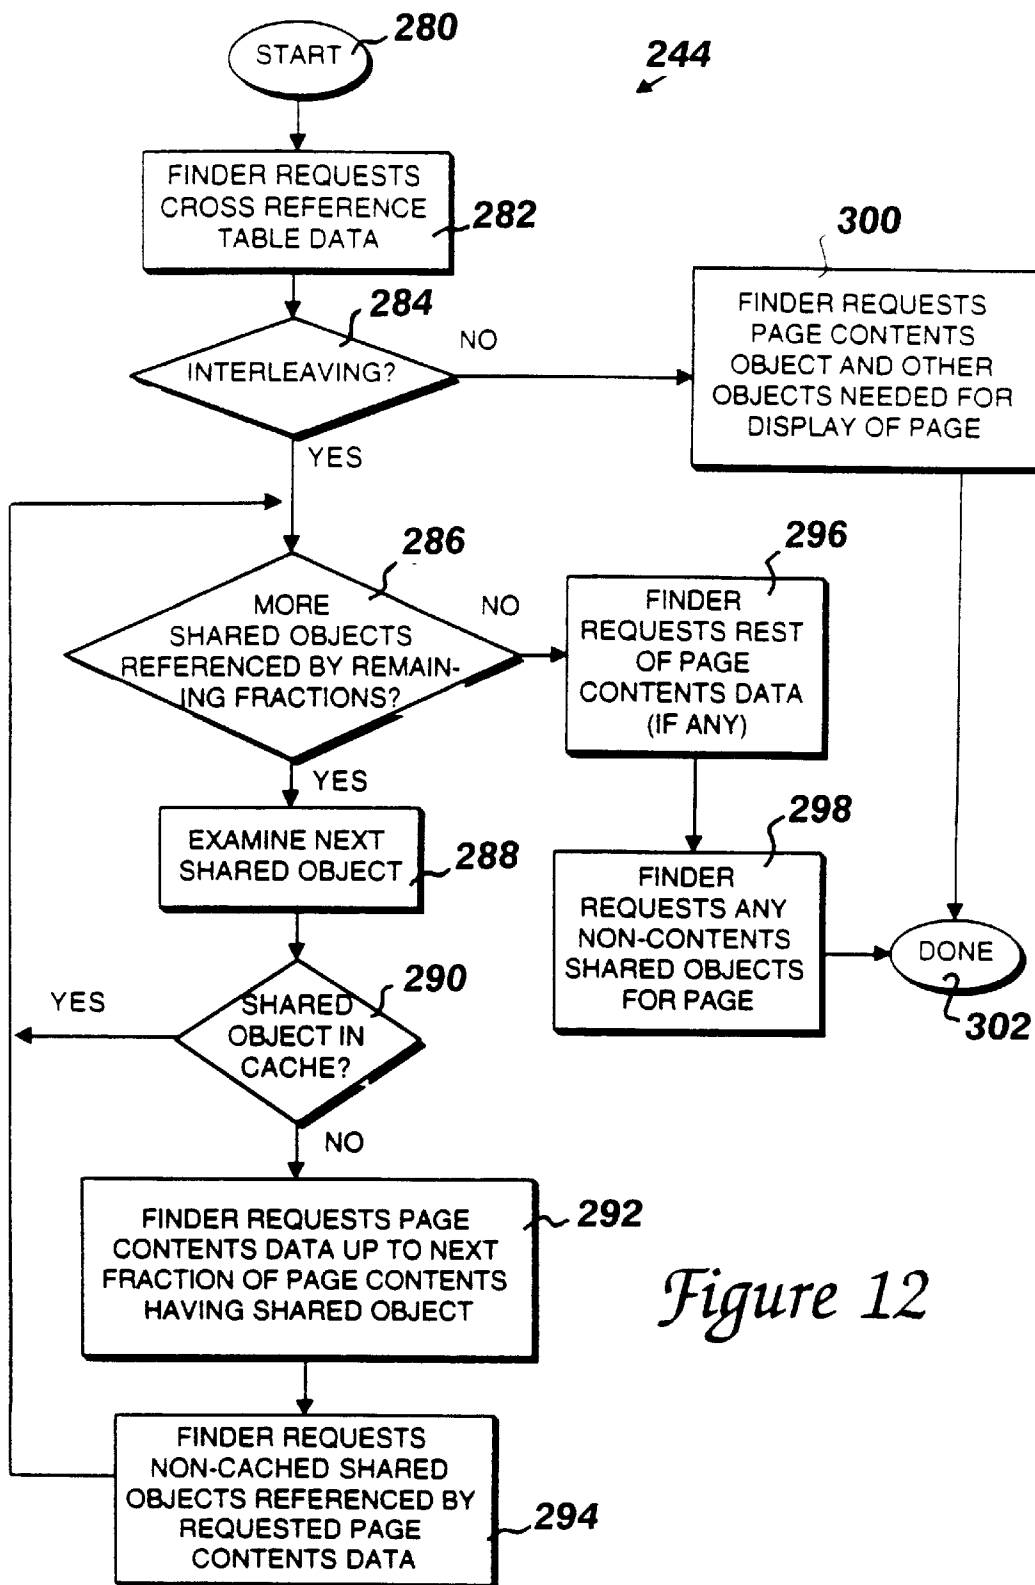 280
START
244
FINDER REQUESTS
CROSS REFERENCE
TABLE DATA
282
300
FINDER REQUESTS
PAGE CONTENTS
OBJECT AND OTHER
OBJECTS NEEDED FOR
DISPLAY OF PAGE
284
INTERLEAVING?
NO
YES
286
MORE
SHARED OBJECTS
REFERENCED BY REMAIN-
ING FRACTIONS?
NO
296
FINDER
REQUESTS REST
OF PAGE
CONTENTS DATA
(IF ANY)
YES
EXAMINE NEXT
SHARED OBJECT
288
298
FINDER
REQUESTS ANY
NON-CONTENTS
SHARED OBJECTS
FOR PAGE
DONE
302
290
SHARED
OBJECT IN
CACHE?
YES
NO
FINDER REQUESTS PAGE
CONTENTS DATA UP TO NEXT
FRACTION OF PAGE CONTENTS
HAVING SHARED OBJECT
292
FINDER REQUESTS
NON-CACHED SHARED
OBJECTS REFERENCED BY
REQUESTED PAGE
CONTENTS DATA
294
Figure 12